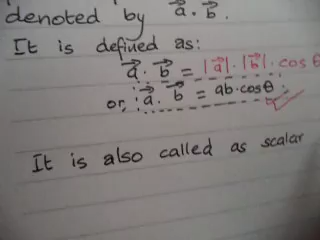 denoted by a⃗ . b⃗ .
It is defined as:
a⃗ . b⃗ = |a⃗| . |b⃗| . cos θ
or, a⃗ . b⃗ = ab . cosθ
It is also called as scalar